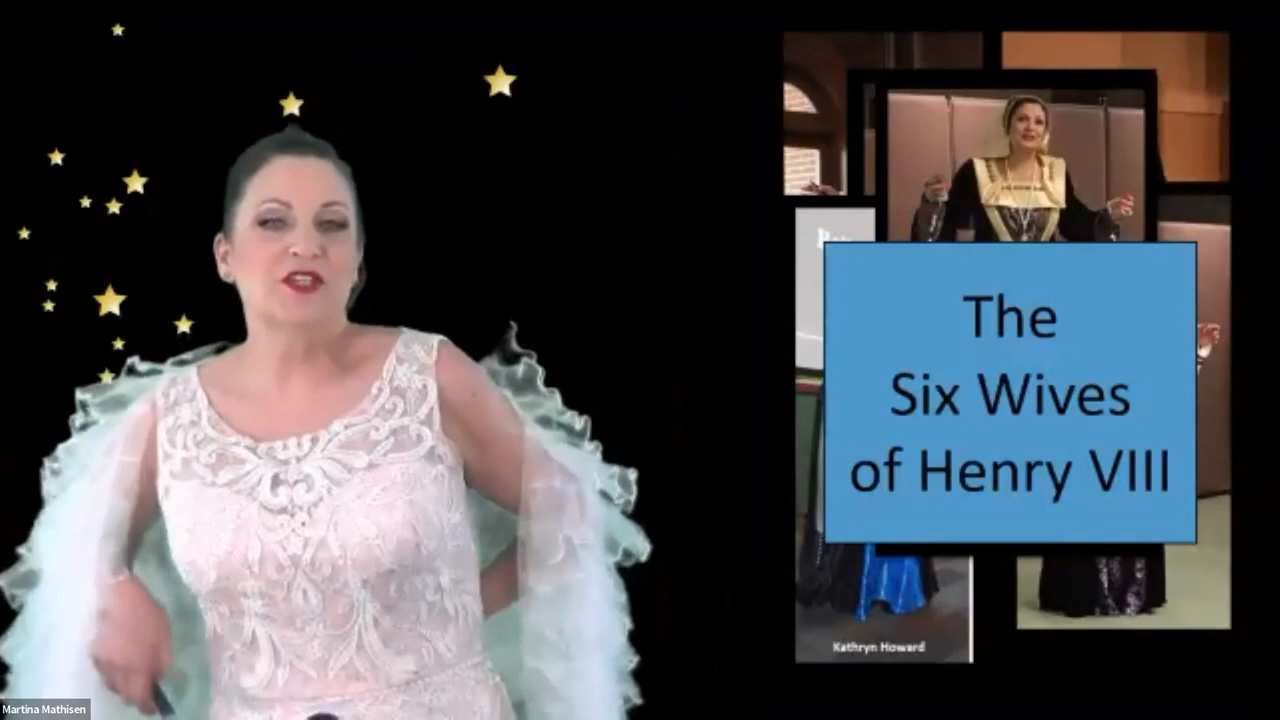 The
Six Wives
of Henry VIII
Kathryn Howard
Martina Mathisen